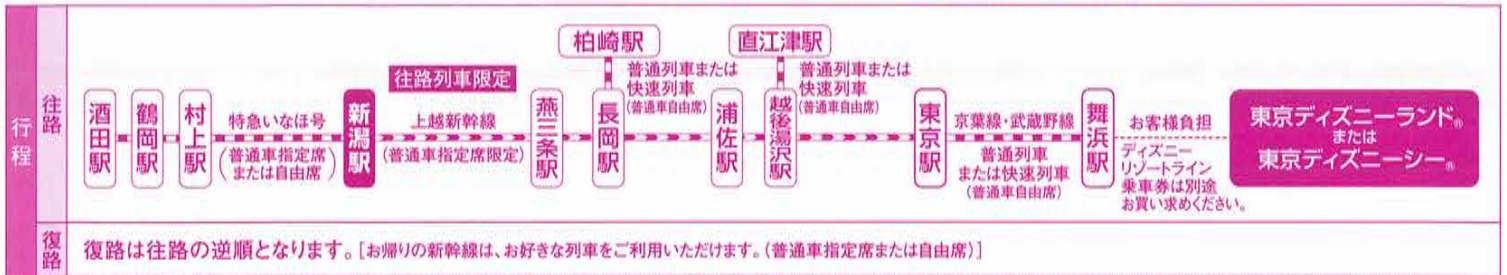 行程
往路
酒田駅
鶴岡駅
村上駅
特急いなほ号
(普通車指定席
または自由席)
新潟駅
往路列車限定
上越新幹線
(普通車指定席限定)
燕三条駅
柏崎駅
普通列車または
快速列車
(普通車自由席)
長岡駅
浦佐駅
直江津駅
普通列車または
快速列車
(普通車自由席)
越後湯沢駅
東京駅
京葉線・武蔵野線
普通列車
または快速列車
(普通車自由席)
舞浜駅
お客様負担
ディズニー
リゾートライン
乗車券は別途
お買い求めください。
東京ディズニーランド®
または
東京ディズニーシー®
復路
復路は往路の逆順となります。[お帰りの新幹線は、お好きな列車をご利用いただけます。(普通車指定席または自由席)]